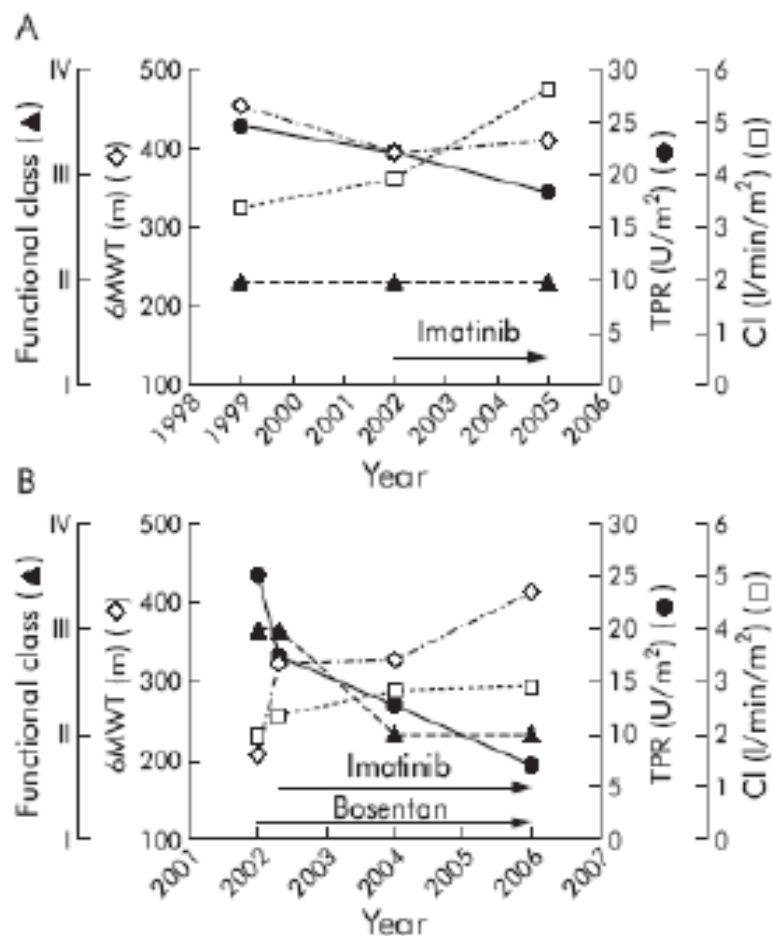 A
Functional class (▲)
IV
III
II
I
6MWT (m) (◇)
500
400
300
200
100
TPR (U/m²) (●)
30
25
20
15
10
5
0
CI (l/min/m²) (□)
6
5
4
3
2
1
0
Imatinib
1998 1999 2000 2001 2002 2003 2004 2005 2006
Year
B
Functional class (▲)
IV
III
II
I
6MWT (m) (◇)
500
400
300
200
100
TPR (U/m²) (●)
30
25
20
15
10
5
0
CI (l/min/m²) (□)
6
5
4
3
2
1
0
Imatinib
Bosentan
2001 2002 2003 2004 2005 2006 2007
Year